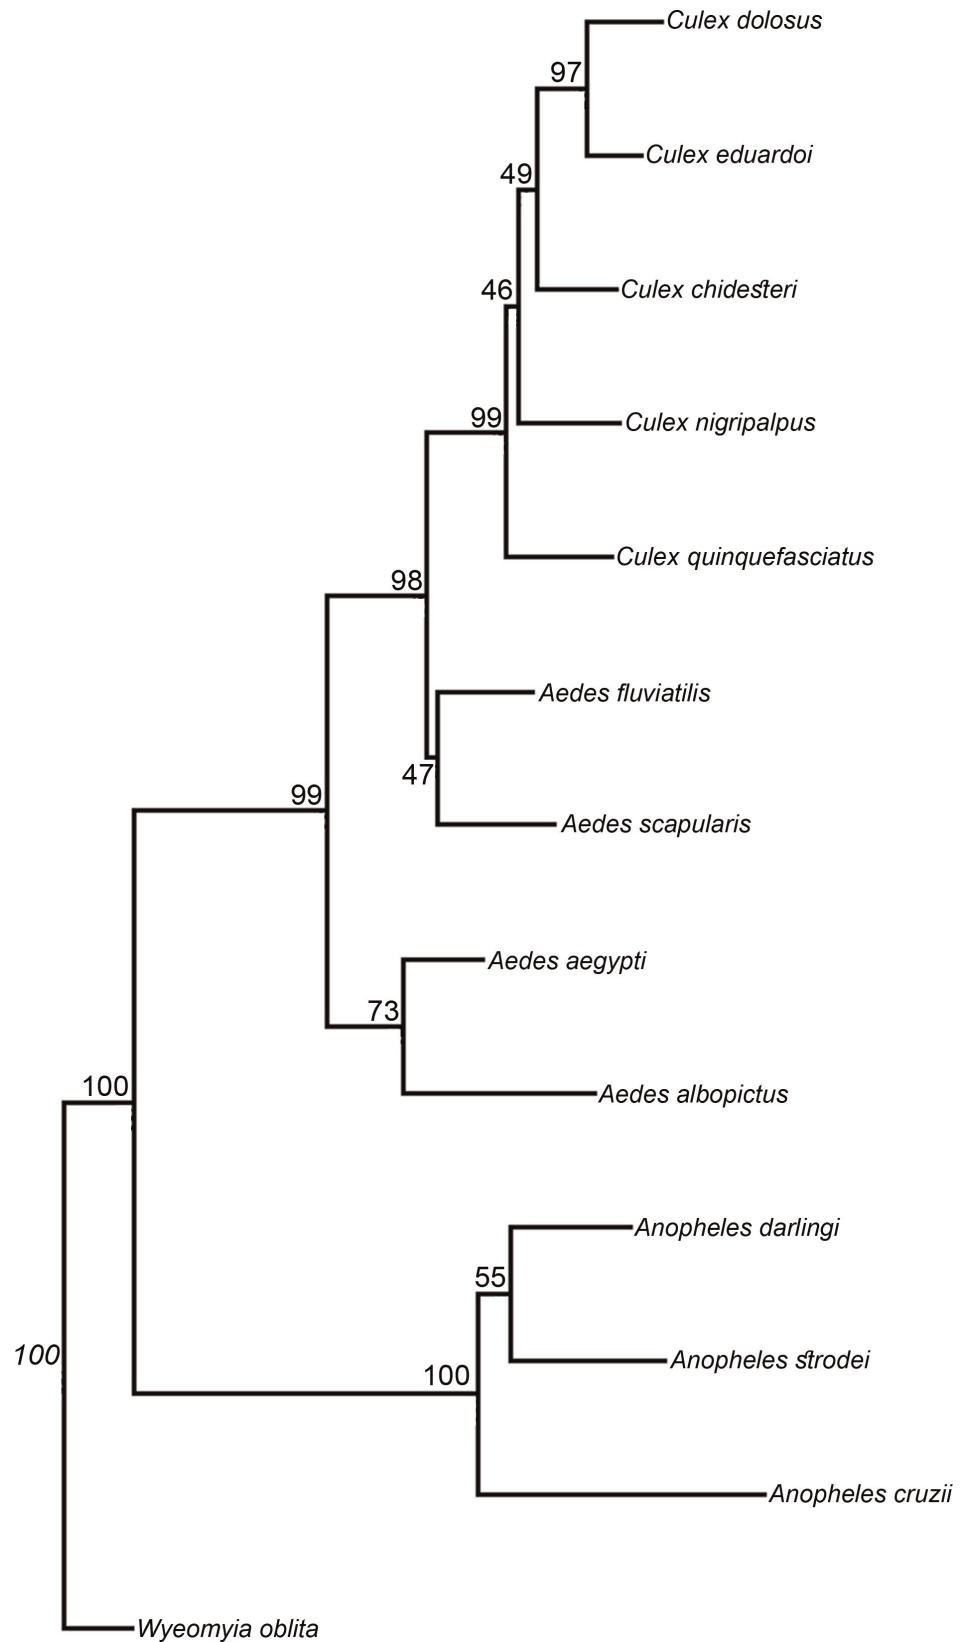 Culex dolosus
97
Culex eduardoi
49
Culex chidesteri
46
99
Culex nigripalpus
Culex quinquefasciatus
98
Aedes fluviatilis
47
Aedes scapularis
99
Aedes aegypti
73
Aedes albopictus
100
Anopheles darlingi
55
100
Anopheles strodei
100
Anopheles cruzii
Wyeomyia oblita